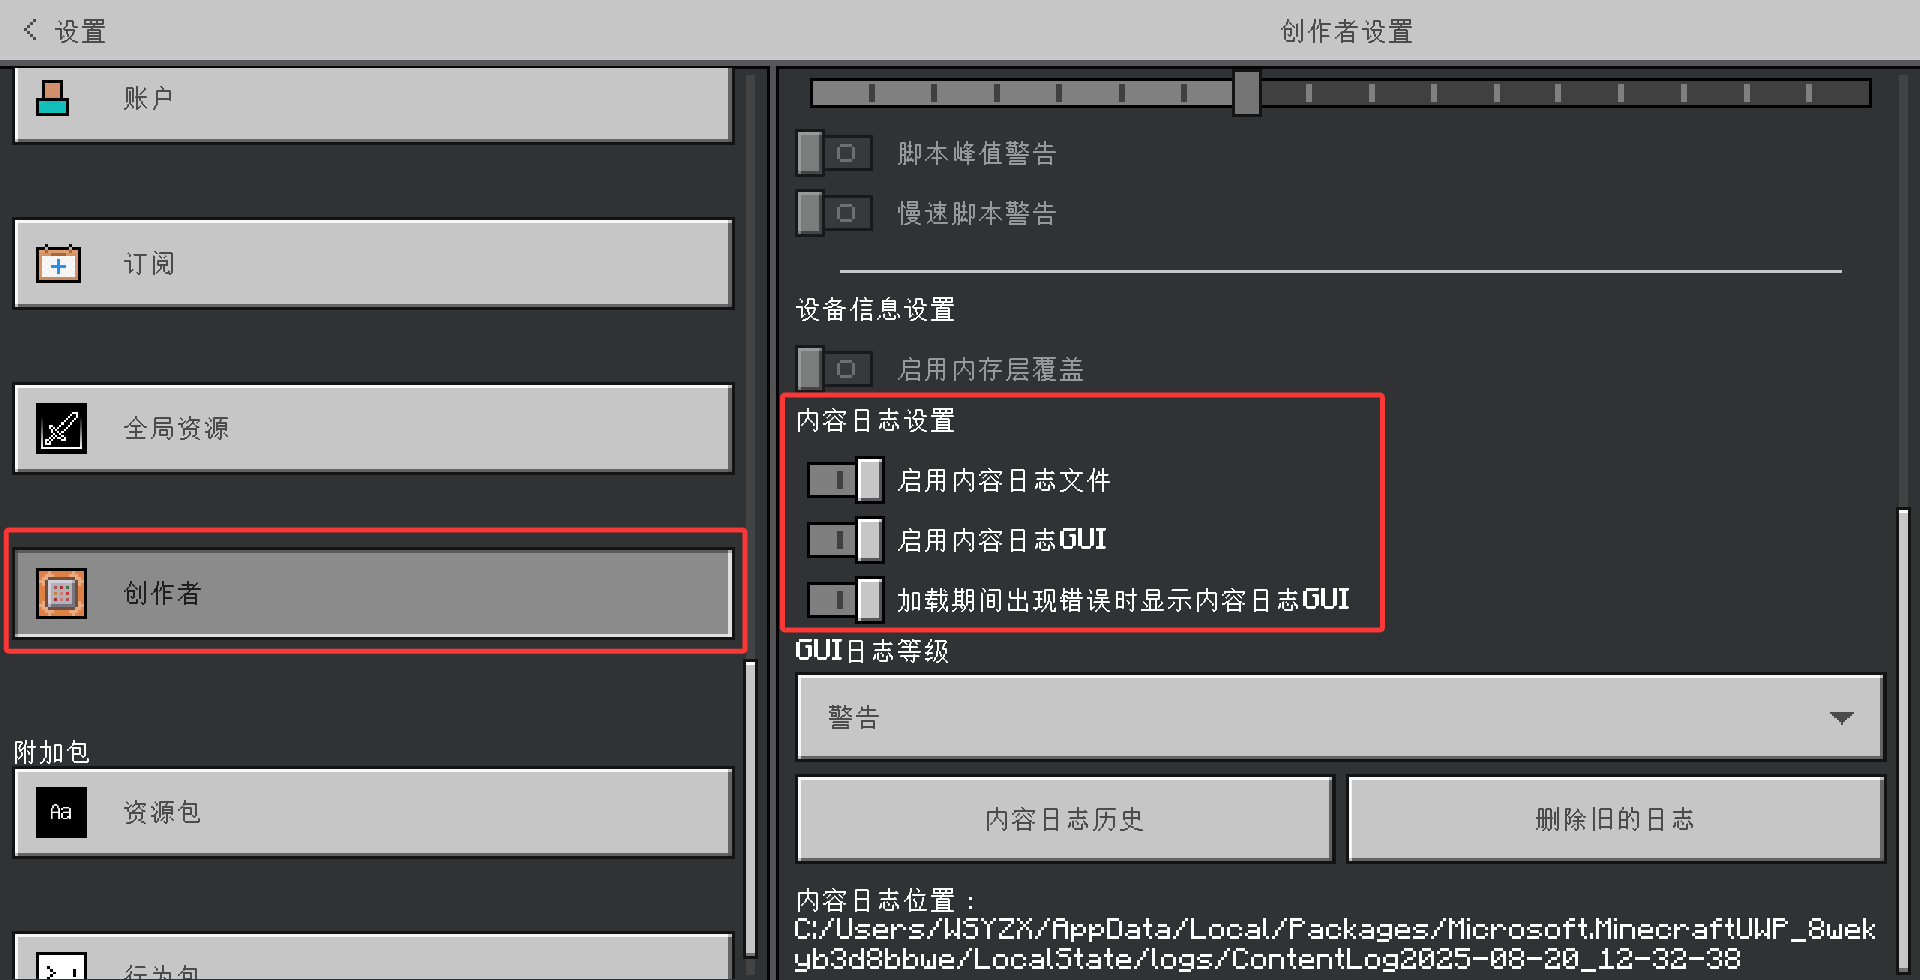 设置
创作者设置
账户
订阅
全局资源
创作者
附加包
Aa
资源包
行为包
脚本峰值警告
慢速脚本警告
设备信息设置
启用内存层覆盖
内容日志设置
启用内容日志文件
启用内容日志GUI
加载期间出现错误时显示内容日志GUI
GUI日志等级
警告
内容日志历史
删除旧的日志
内容日志位置：
C:/Users/WSYZX/AppData/Local/Packages/Microsoft.MinecraftUWP_8wek
yb3d8bbwe/LocalState/logs/ContentLog2025-08-20_12-32-38